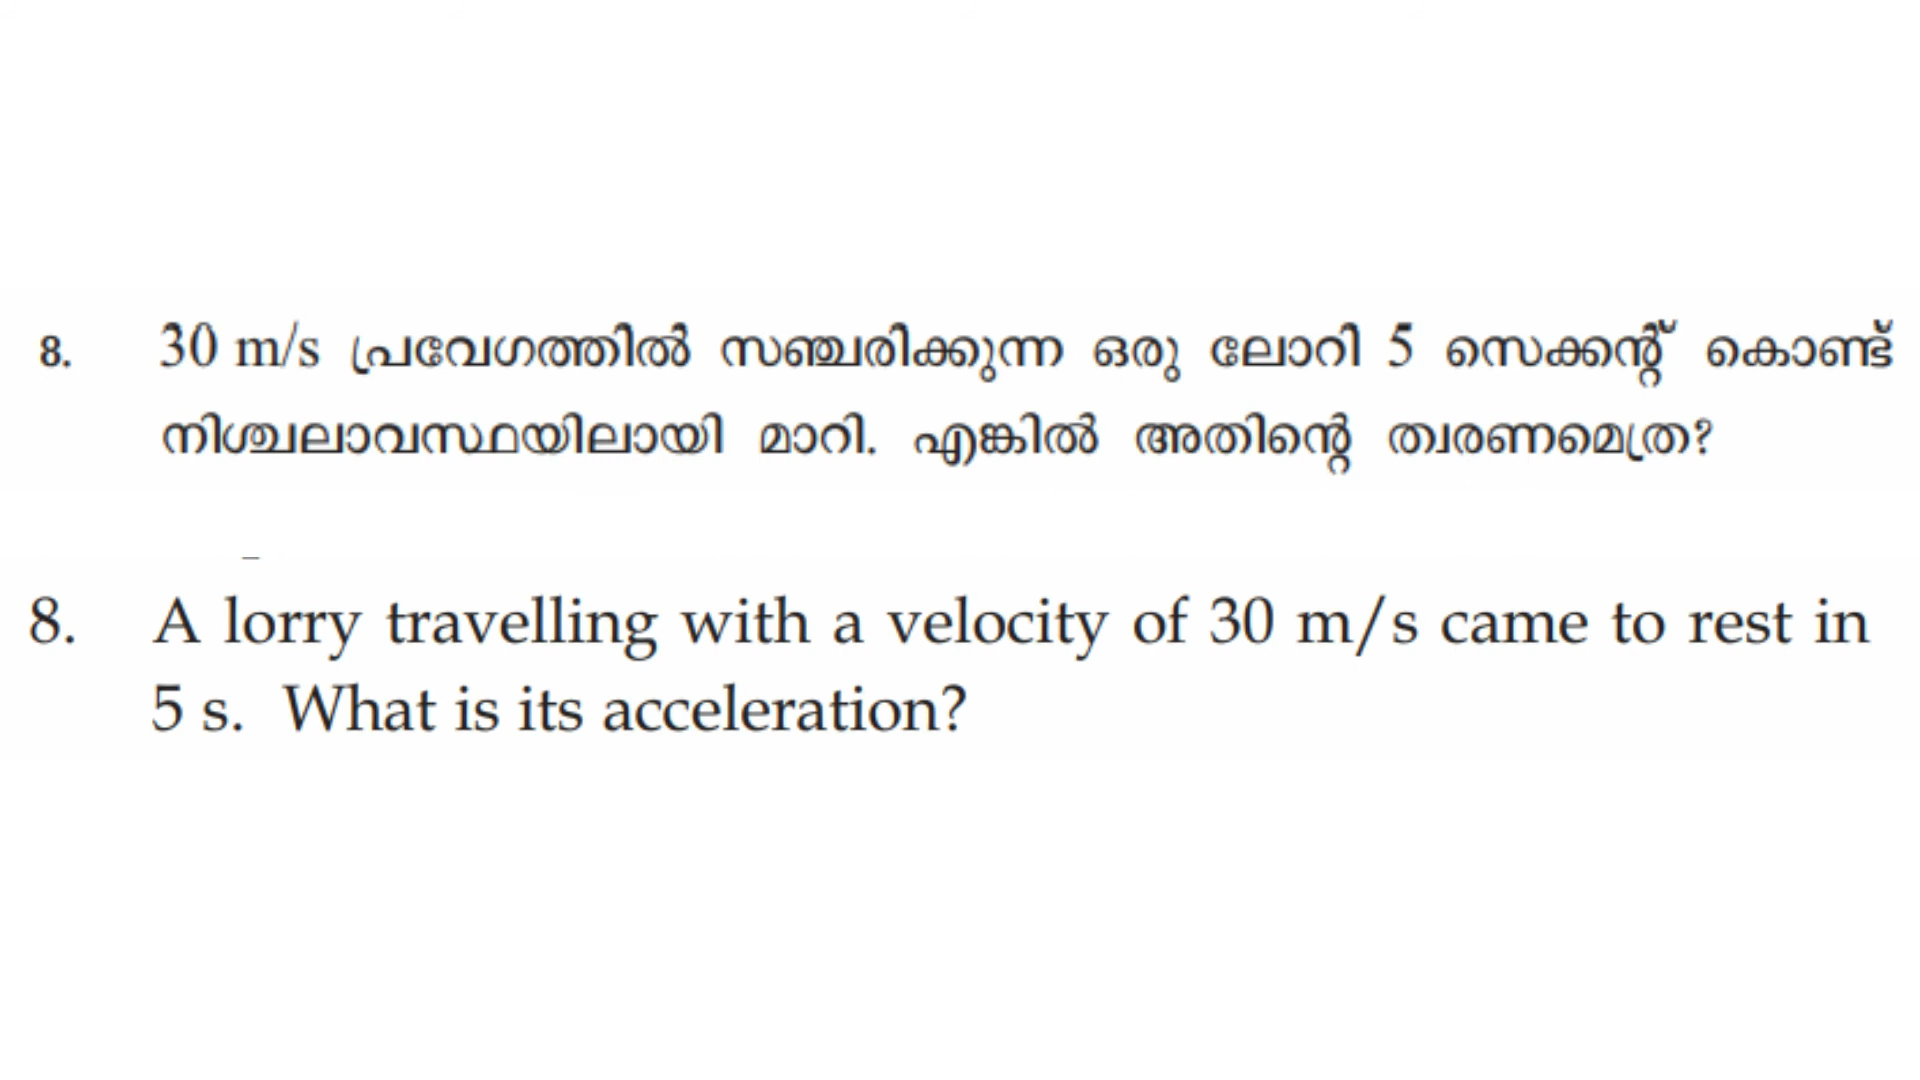 8. 30 m/s പ്രവേഗത്തിൽ സഞ്ചരിക്കുന്ന ഒരു ലോറി 5 സെക്കന്റ് കൊണ്ട്
നിശ്ചലാവസ്ഥയിലായി മാറി. എങ്കിൽ അതിന്റെ ത്വരണമെത്ര?
8. A lorry travelling with a velocity of 30 m/s came to rest in
5 s. What is its acceleration?